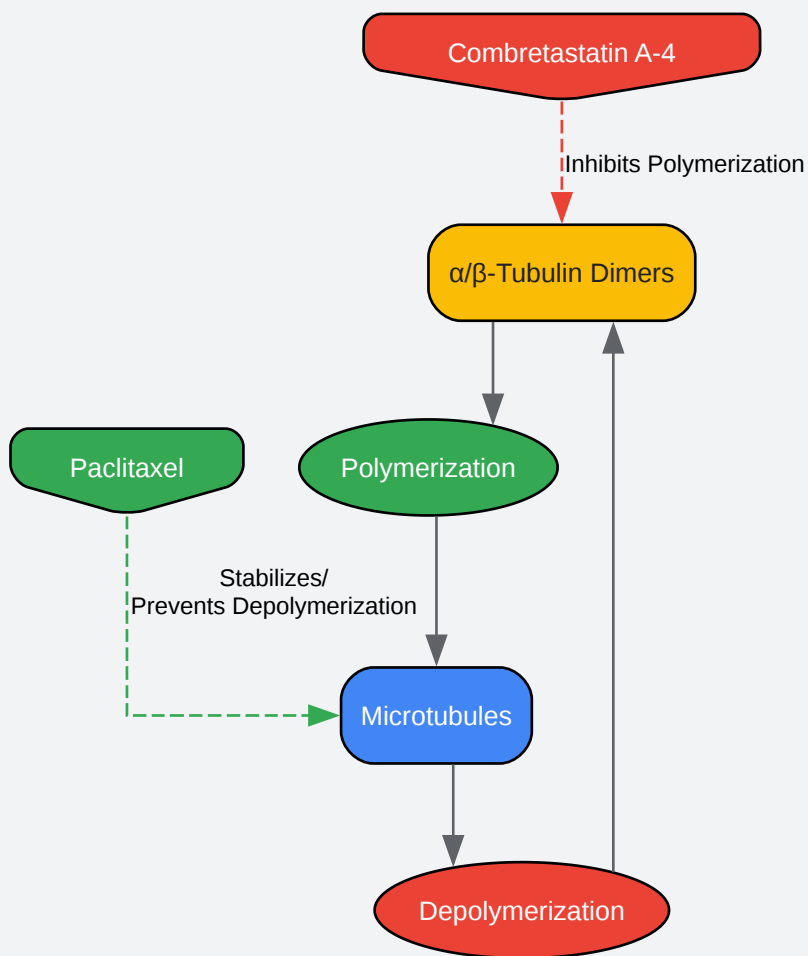 Combretastatin A-4
Inhibits Polymerization
α/β-Tubulin Dimers
Paclitaxel
Polymerization
Stabilizes/
Prevents Depolymerization
Microtubules
Depolymerization